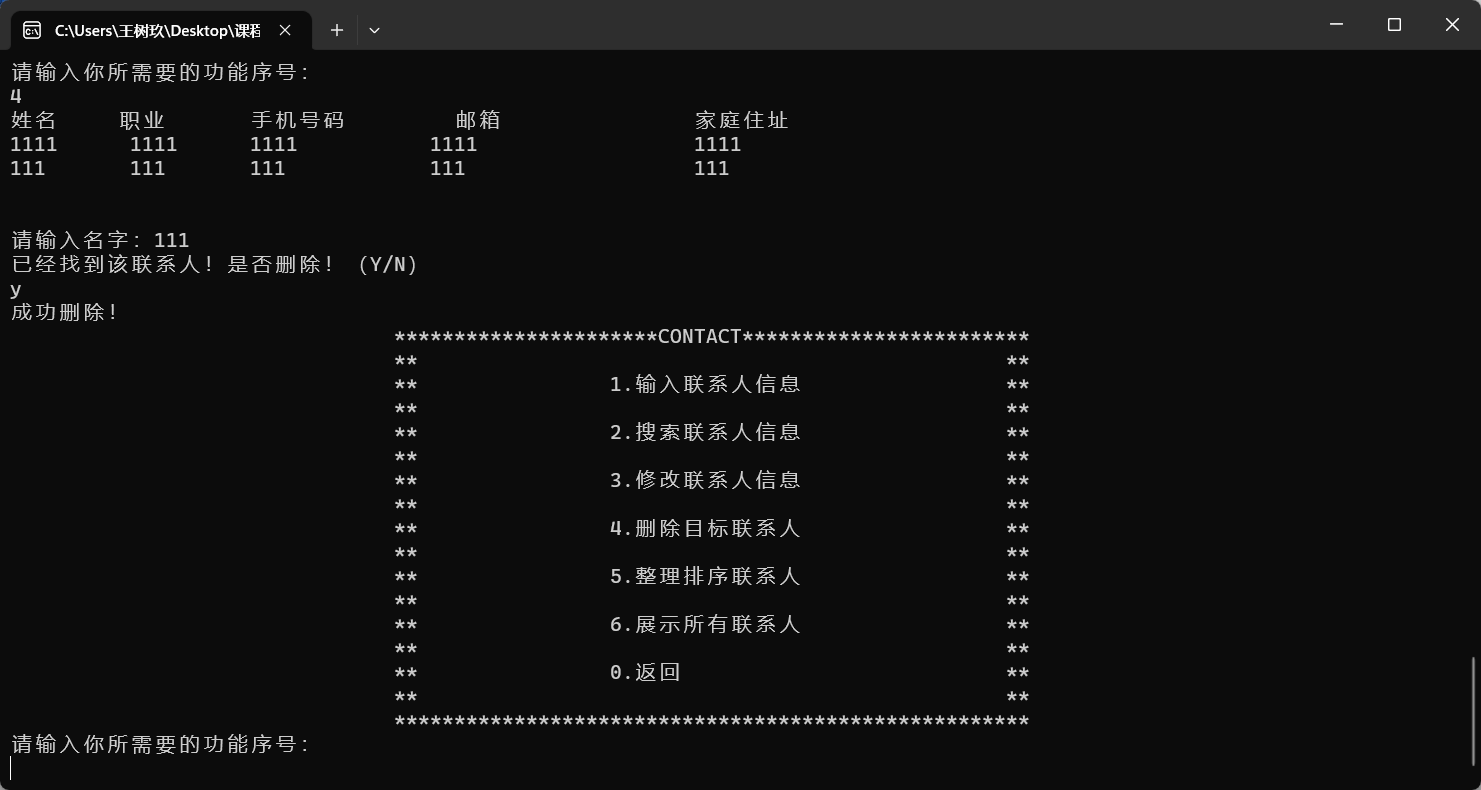 C:\Users\王树玖\Desktop\课程
请输入你所需要的功能序号：
4
姓名 职业 手机号码 邮箱 家庭住址
1111 1111 1111 1111 1111
111 111 111 111 111
请输入名字：111
已经找到该联系人！是否删除！（Y/N）
y
成功删除！
**********************CONTACT************************
** **
** 1.输入联系人信息 **
** **
** 2.搜索联系人信息 **
** **
** 3.修改联系人信息 **
** **
** 4.删除目标联系人 **
** **
** 5.整理排序联系人 **
** **
** 6.展示所有联系人 **
** **
** 0.返回 **
** **
*****************************************************
请输入你所需要的功能序号：